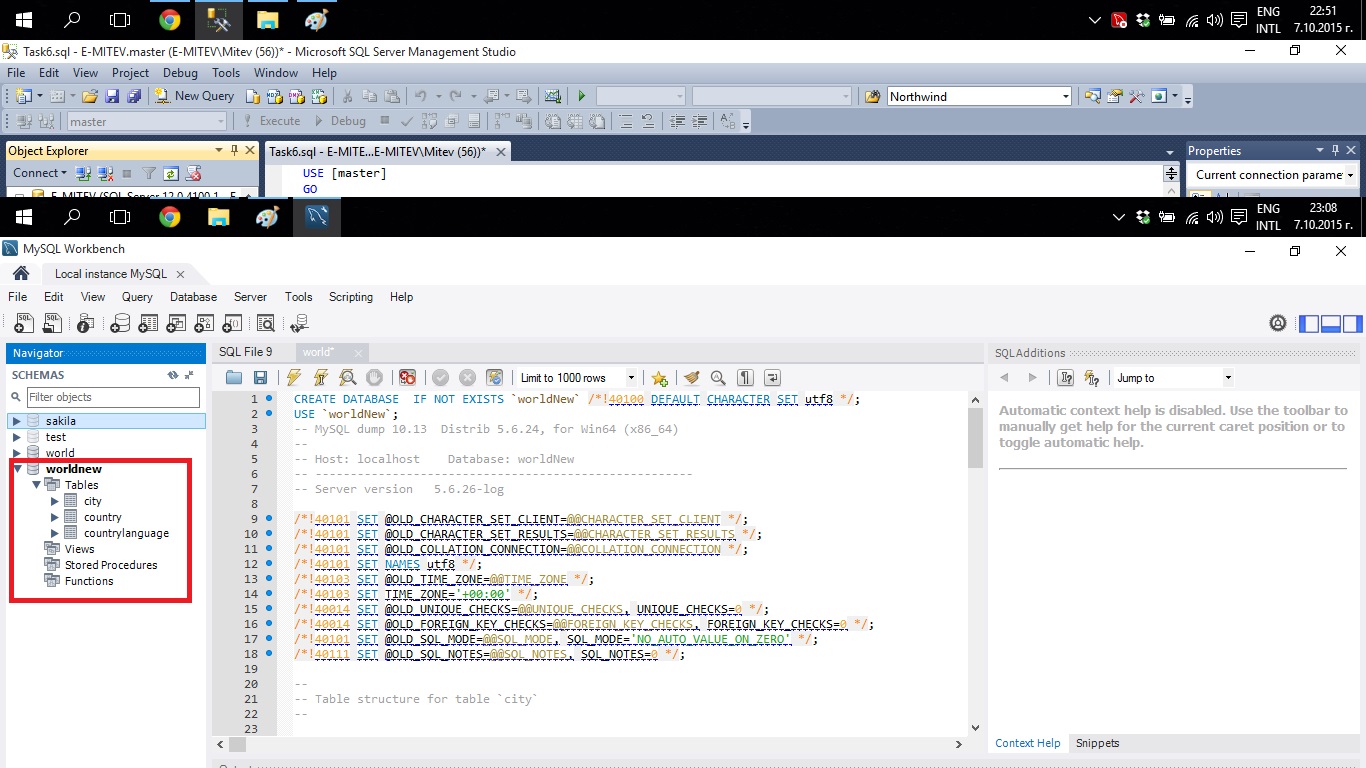 22:51
ENG
INTL
7.10.2015 г.
Task6.sql - E-MITEV.master (E-MITEV\Mitev (56))* - Microsoft SQL Server Management Studio
File Edit View Project Debug Tools Window Help
New Query Northwind
master Execute Debug
Object Explorer
Task6.sql - E-MITE...E-MITEV\Mitev (56))*
Properties
Connect
USE [master]
GO
Current connection parame
E-MITEV (SQL Server 12.0.4100.1 - E
23:08
ENG
INTL
7.10.2015 г.
MySQL Workbench
Local instance MySQL
File Edit View Query Database Server Tools Scripting Help
Navigator
SCHEMAS
Filter objects
sakila
test
world
worldnew
Tables
city
country
countrylanguage
Views
Stored Procedures
Functions
SQL File 9 world*
Limit to 1000 rows
1 CREATE DATABASE  IF NOT EXISTS `worldNew` /*!40100 DEFAULT CHARACTER SET utf8 */;
2 USE `worldNew`;
3 -- MySQL dump 10.13  Distrib 5.6.24, for Win64 (x86_64)
4 --
5 -- Host: localhost    Database: worldNew
6 -- ------------------------------------------------------
7 -- Server version   5.6.26-log
8
9 /*!40101 SET @OLD_CHARACTER_SET_CLIENT=@@CHARACTER_SET_CLIENT */;
10 /*!40101 SET @OLD_CHARACTER_SET_RESULTS=@@CHARACTER_SET_RESULTS */;
11 /*!40101 SET @OLD_COLLATION_CONNECTION=@@COLLATION_CONNECTION */;
12 /*!40101 SET NAMES utf8 */;
13 /*!40103 SET @OLD_TIME_ZONE=@@TIME_ZONE */;
14 /*!40103 SET TIME_ZONE='+00:00' */;
15 /*!40014 SET @OLD_UNIQUE_CHECKS=@@UNIQUE_CHECKS, UNIQUE_CHECKS=0 */;
16 /*!40014 SET @OLD_FOREIGN_KEY_CHECKS=@@FOREIGN_KEY_CHECKS, FOREIGN_KEY_CHECKS=0 */;
17 /*!40101 SET @OLD_SQL_MODE=@@SQL_MODE, SQL_MODE='NO_AUTO_VALUE_ON_ZERO' */;
18 /*!40111 SET @OLD_SQL_NOTES=@@SQL_NOTES, SQL_NOTES=0 */;
19
20 --
21 -- Table structure for table `city`
22 --
23
SQLAdditions
Jump to
Automatic context help is disabled. Use the toolbar to
manually get help for the current caret position or to
toggle automatic help.
Context Help Snippets